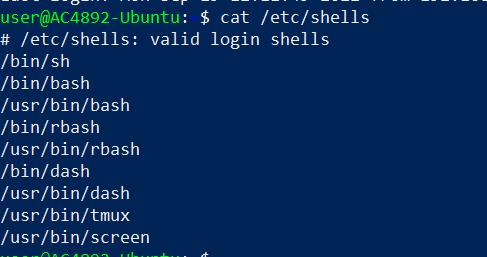 user@AC4892-Ubuntu: $ cat /etc/shells
# /etc/shells: valid login shells
/bin/sh
/bin/bash
/usr/bin/bash
/bin/rbash
/usr/bin/rbash
/bin/dash
/usr/bin/dash
/usr/bin/tmux
/usr/bin/screen
user@AC4892-Ubuntu: $